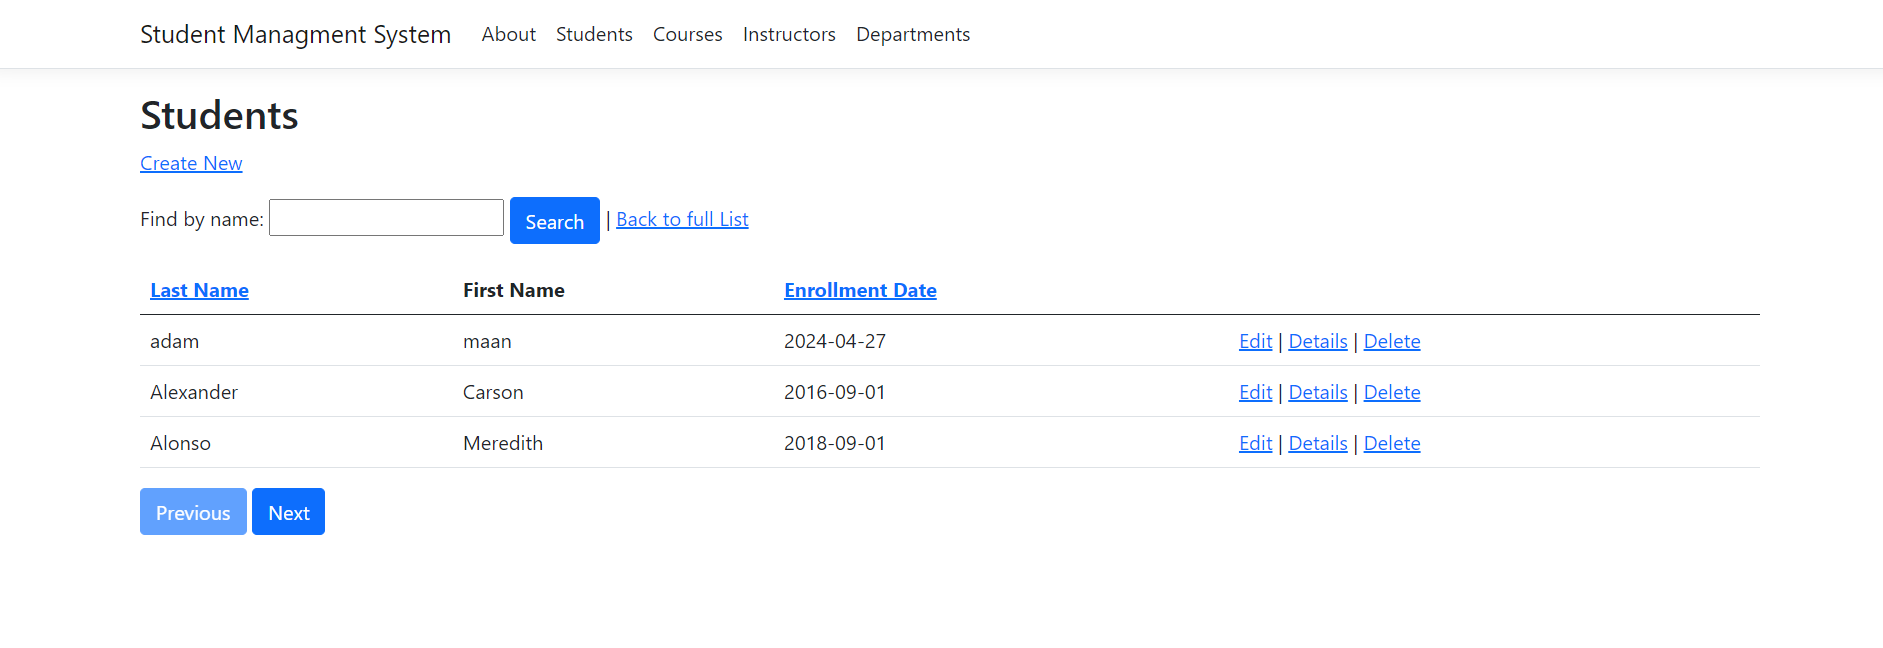 Student Managment System About Students Courses Instructors Departments
Students
Create New
Find by name: Search | Back to full List
Last Name First Name Enrollment Date
adam maan 2024-04-27 Edit | Details | Delete
Alexander Carson 2016-09-01 Edit | Details | Delete
Alonso Meredith 2018-09-01 Edit | Details | Delete
Previous Next